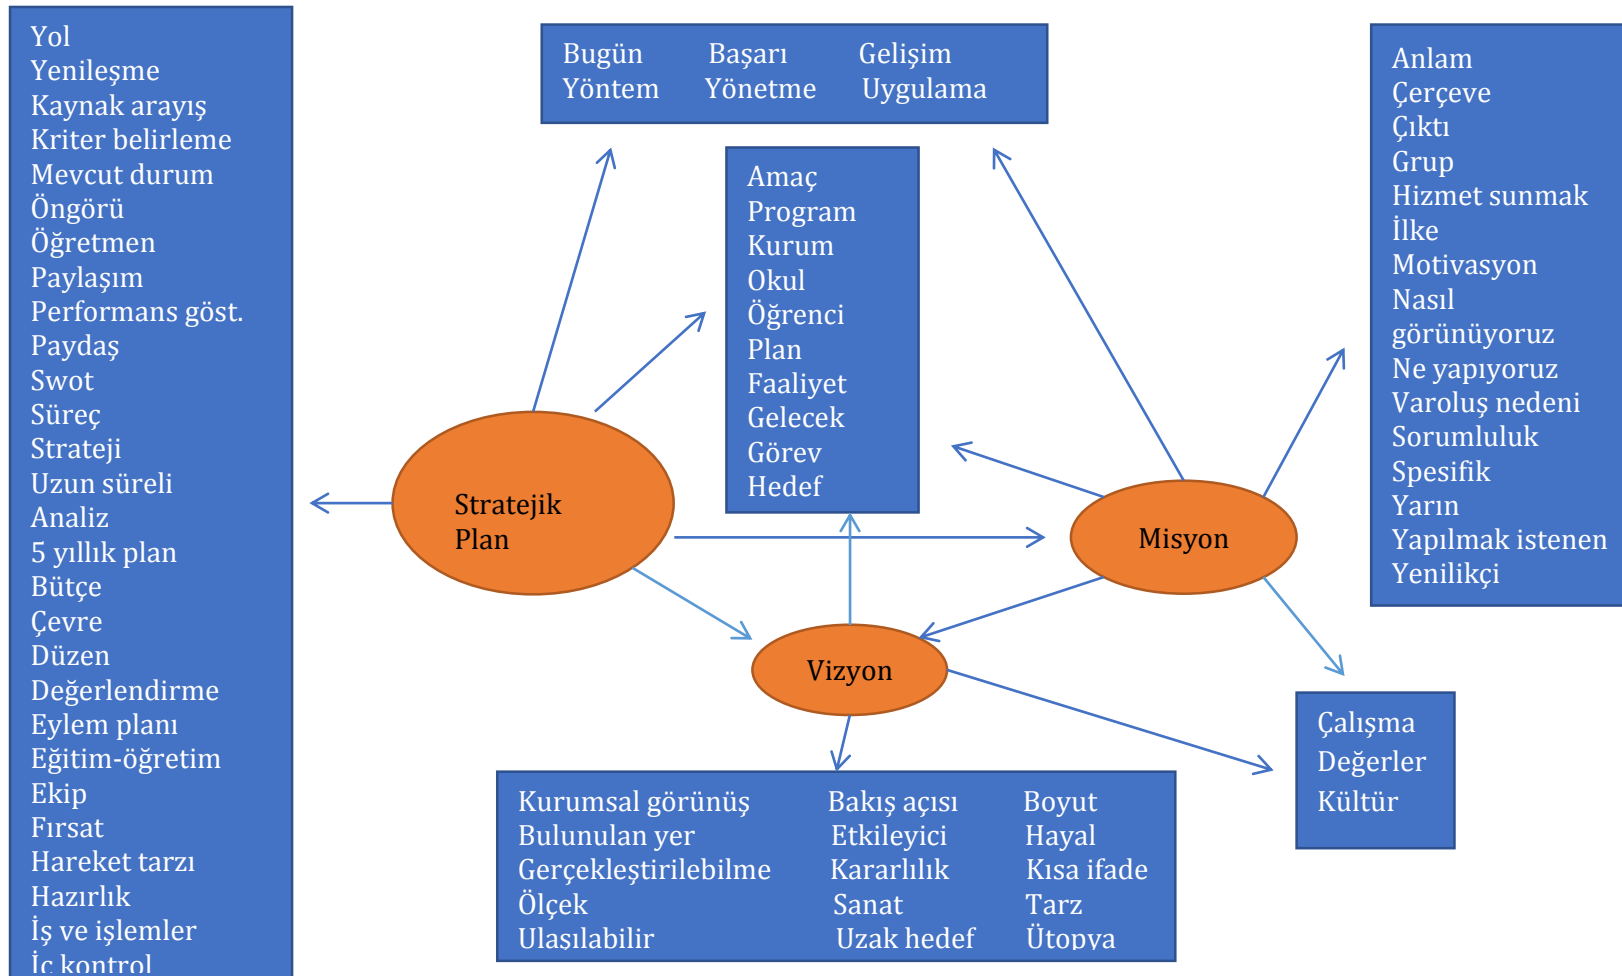 Yol
Yenileşme
Kaynak arayış
Kriter belirleme
Mevcut durum
Öngörü
Öğretmen
Paylaşım
Performans göst.
Paydaş
Swot
Süreç
Strateji
Uzun süreli
Analiz
5 yıllık plan
Bütçe
Çevre
Düzen
Değerlendirme
Eylem planı
Eğitim-öğretim
Ekip
Fırsat
Hareket tarzı
Hazırlık
İş ve işlemler
İç kontrol
Bugün Başarı Gelişim
Yöntem Yönetme Uygulama
Amaç
Program
Kurum
Okul
Öğrenci
Plan
Faaliyet
Gelecek
Görev
Hedef
Anlam
Çerçeve
Çıktı
Grup
Hizmet sunmak
İlke
Motivasyon
Nasıl
görünüyoruz
Ne yapıyoruz
Varoluş nedeni
Sorumluluk
Spesifik
Yarın
Yapılmak istenen
Yenilikçi
Stratejik
Plan
Misyon
Vizyon
Çalışma
Değerler
Kültür
Kurumsal görünüş Bakış açısı Boyut
Bulunulan yer Etkileyici Hayal
Gerçekleştirilebilme Kararlılık Kısa ifade
Ölçek Sanat Tarz
Ulaşılabilir Uzak hedef Ütopya